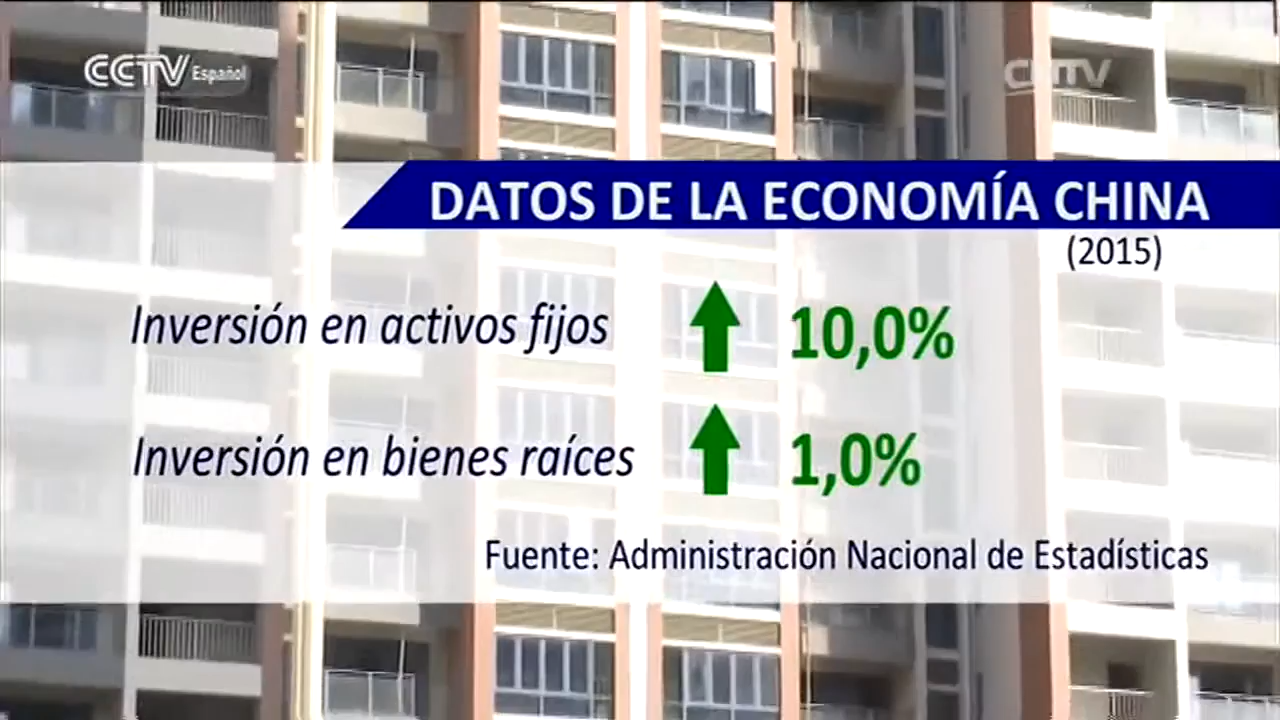 CCTV Español
CNTV
DATOS DE LA ECONOMÍA CHINA
(2015)
Inversión en activos fijos 10,0%
Inversión en bienes raíces 1,0%
Fuente: Administración Nacional de Estadísticas